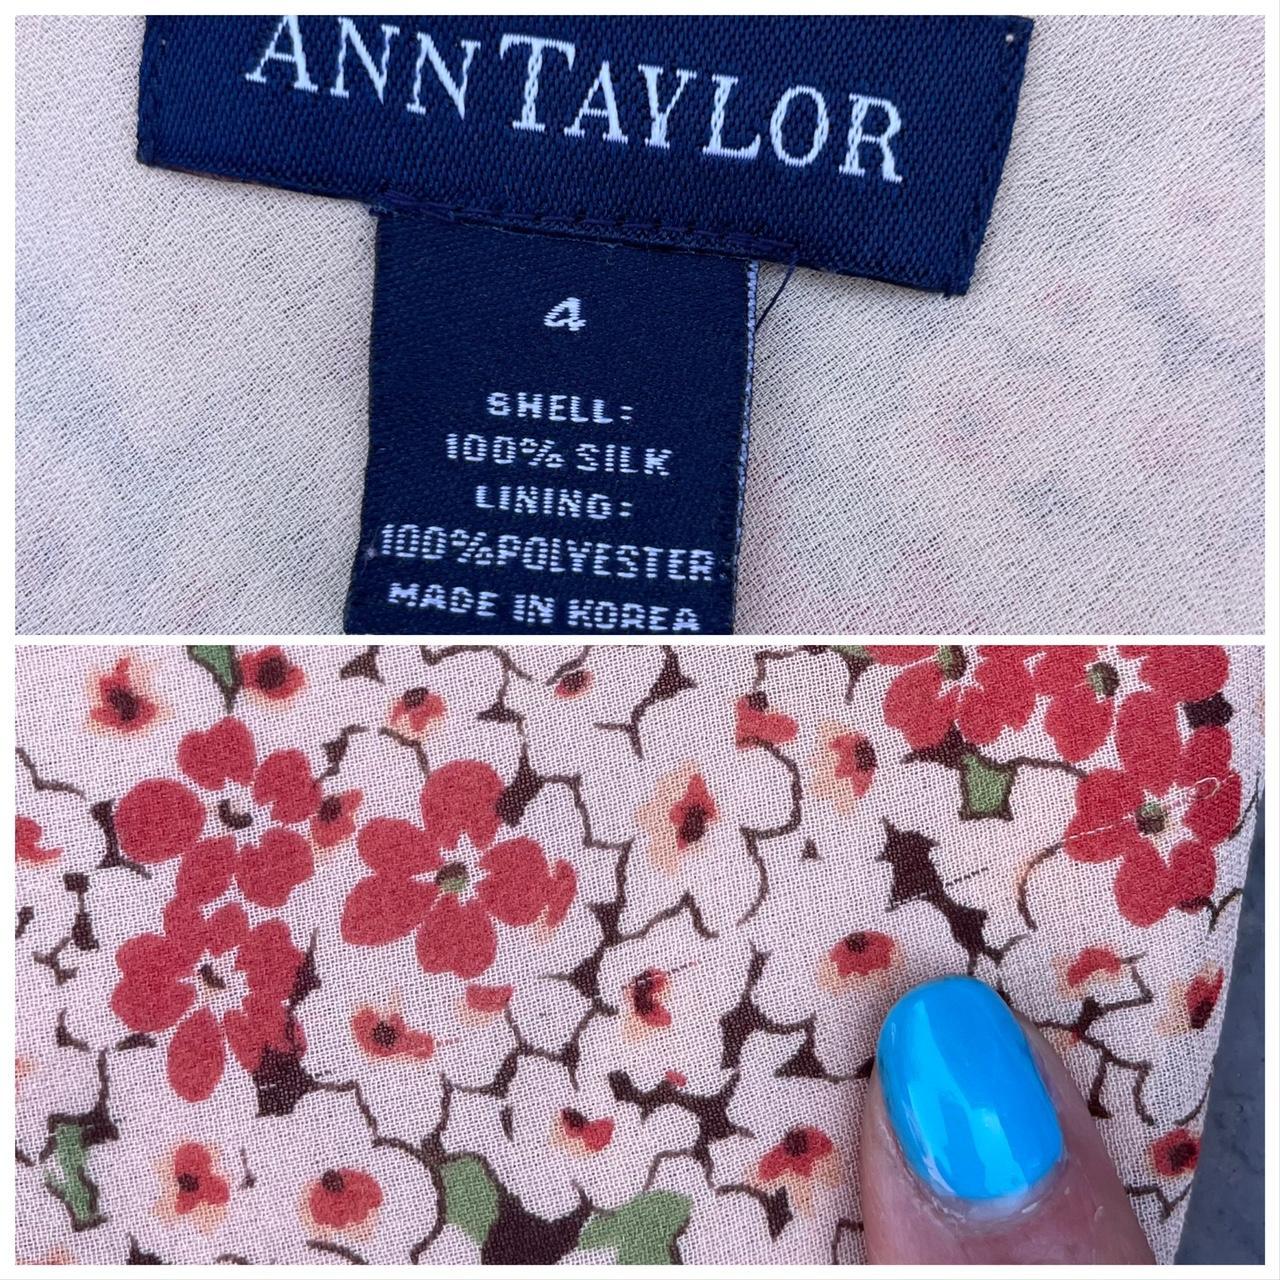 ANNTAYLOR
4
SHELL:
100% SILK
LINING:
100%POLYESTER
MADE IN KOREA